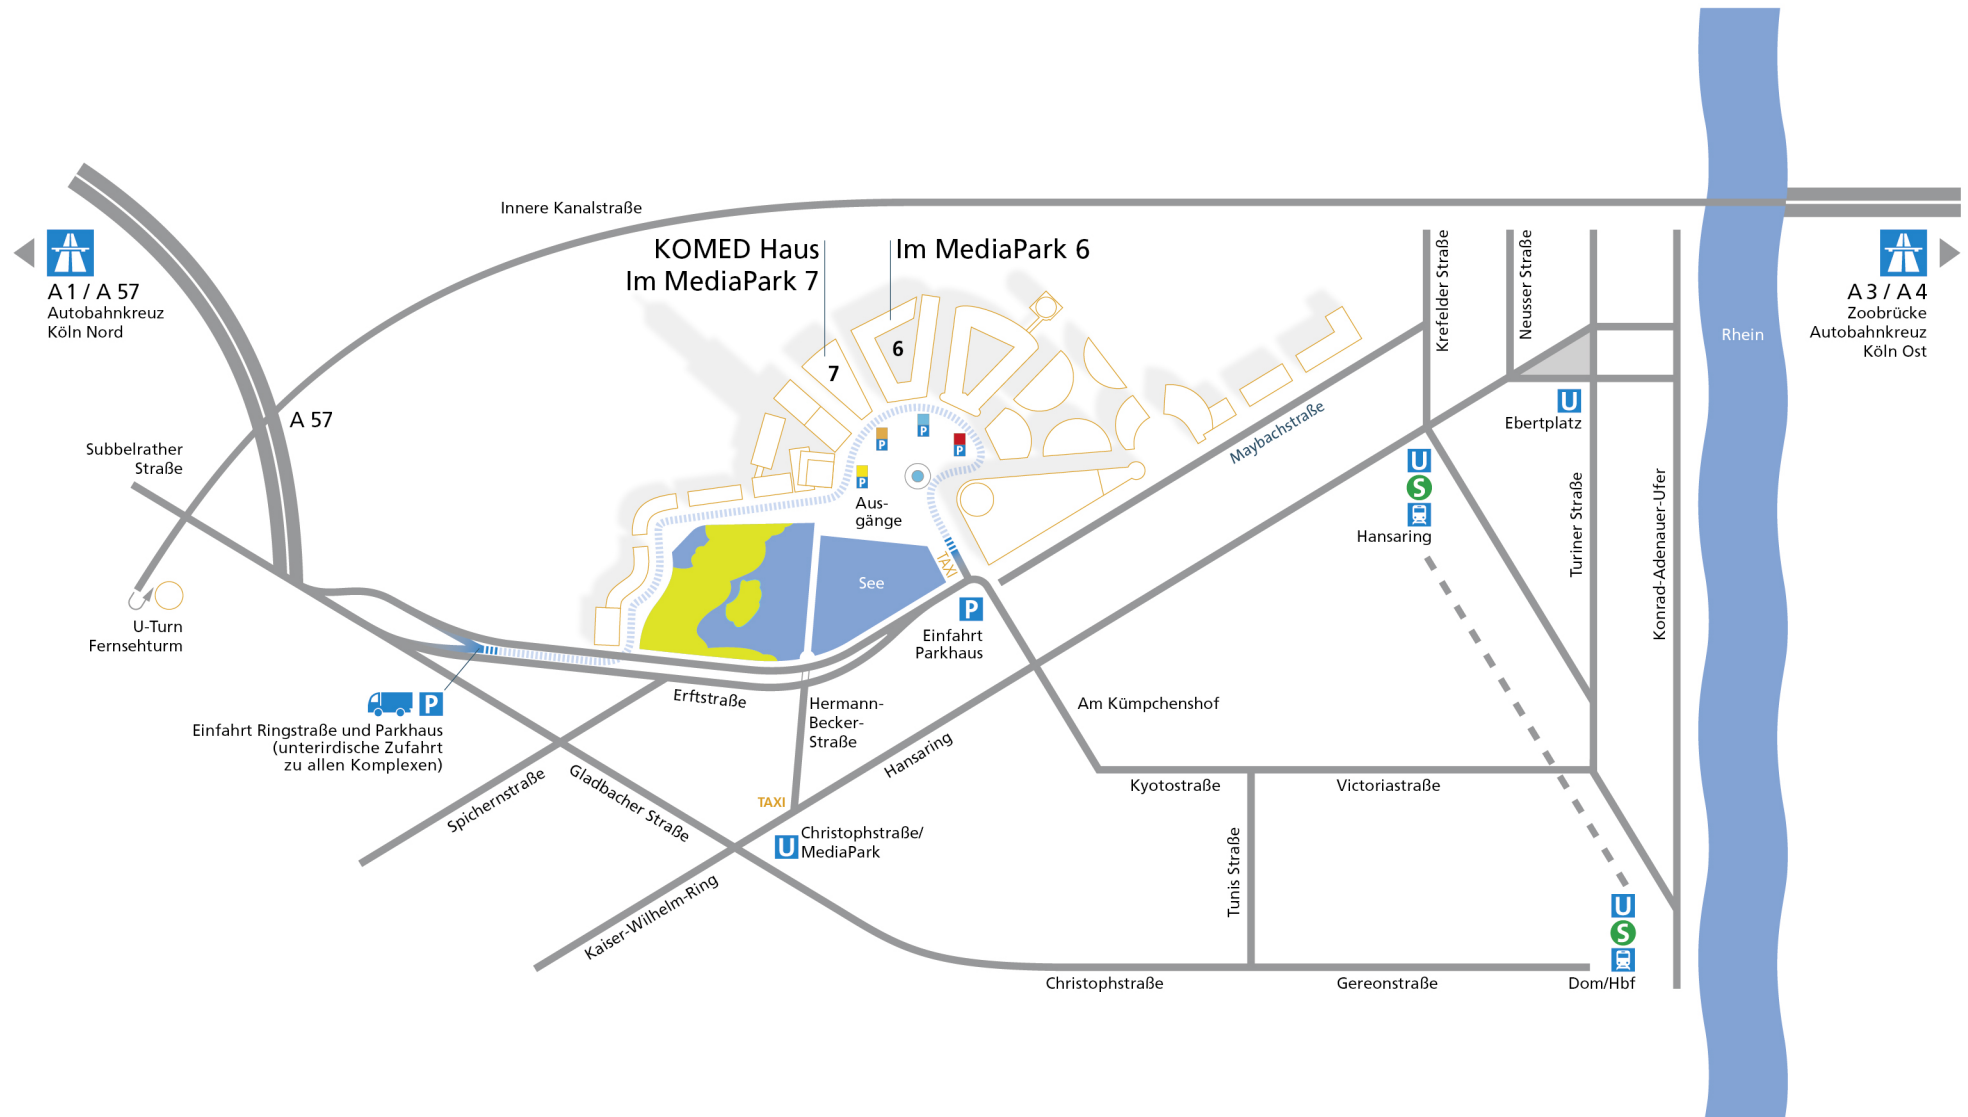 Innere Kanalstraße
KOMED Haus
Im MediaPark 7
Im MediaPark 6
A 1 / A 57
Autobahnkreuz
Köln Nord
A 3 / A 4
Zoobrücke
Autobahnkreuz
Köln Ost
Krefelder Straße
Neusser Straße
Rhein
6
7
A 57
Subbelrather
Straße
Maybachstraße
U
Ebertplatz
P
P
P
P
Aus-
gänge
U
S
Hansaring
Turiner Straße
Konrad-Adenauer-Ufer
TAXI
See
P
Einfahrt
Parkhaus
U-Turn
Fernsehturm
P
Einfahrt Ringstraße und Parkhaus
(unterirdische Zufahrt
zu allen Komplexen)
Erftstraße
Hermann-
Becker-
Straße
Am Kümpchenshof
Hansaring
Spichernstraße
Gladbacher Straße
TAXI
U
Christophstraße/
MediaPark
Kyotostraße
Victoriastraße
Tunis Straße
Kaiser-Wilhelm-Ring
U
S
Dom/Hbf
Christophstraße
Gereonstraße